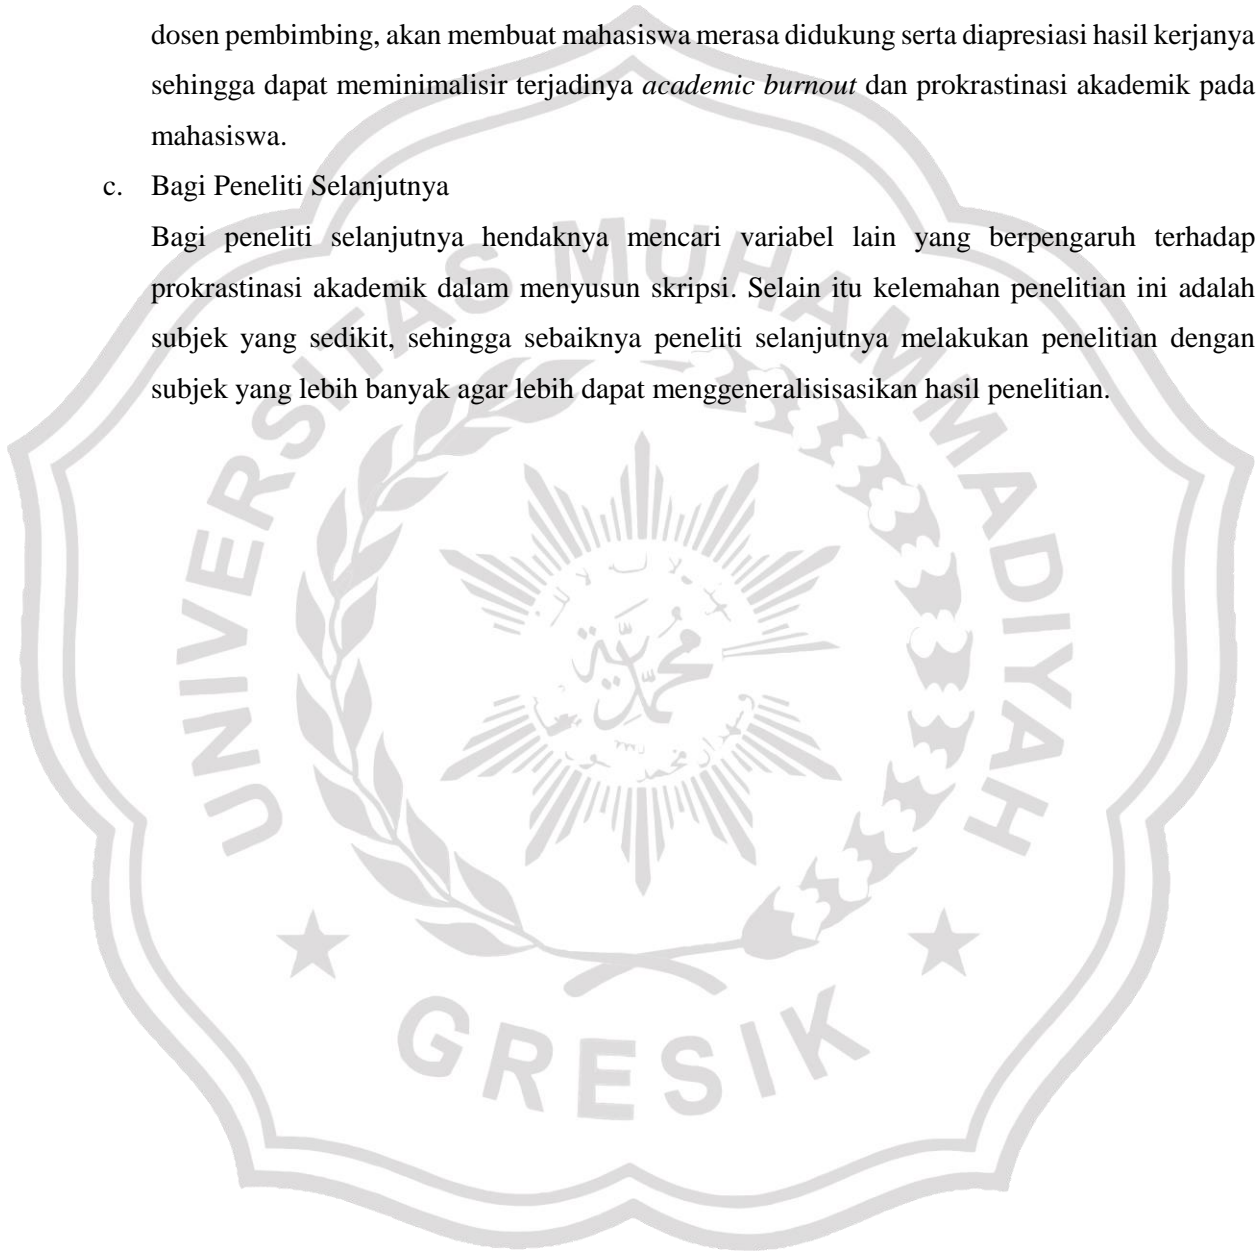 dosen pembimbing, akan membuat mahasiswa merasa didukung serta diapresiasi hasil kerjanya
sehingga dapat meminimalisir terjadinya academic burnout dan prokrastinasi akademik pada
mahasiswa.
c. Bagi Peneliti Selanjutnya
Bagi peneliti selanjutnya hendaknya mencari variabel lain yang berpengaruh terhadap
prokrastinasi akademik dalam menyusun skripsi. Selain itu kelemahan penelitian ini adalah
subjek yang sedikit, sehingga sebaiknya peneliti selanjutnya melakukan penelitian dengan
subjek yang lebih banyak agar lebih dapat menggeneralisisasikan hasil penelitian.
UNIVERSITAS MUHAMMADIYAH
GRESIK